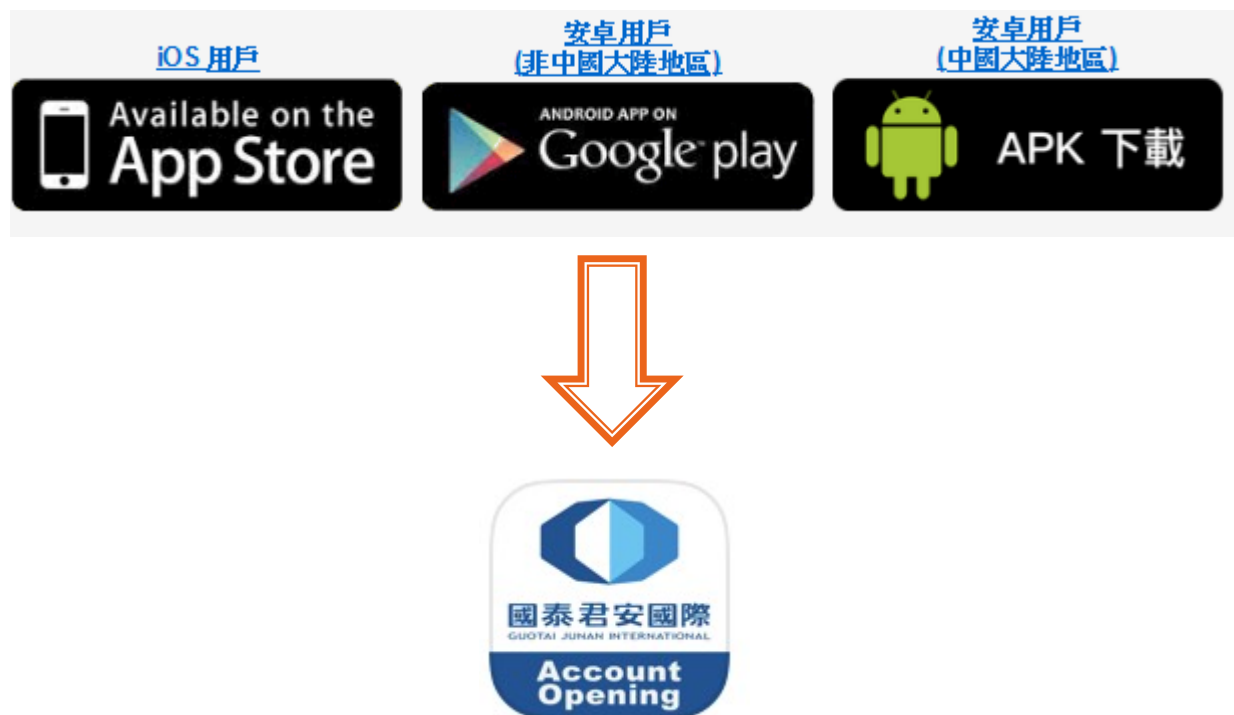 iOS 用戶
Available on the
App Store
安卓用戶
(非中國大陸地區)
ANDROID APP ON
Google play
安卓用戶
(中國大陸地區)
APK 下載
國泰君安國際
GUOTAI JUNAN INTERNATIONAL
Account
Opening